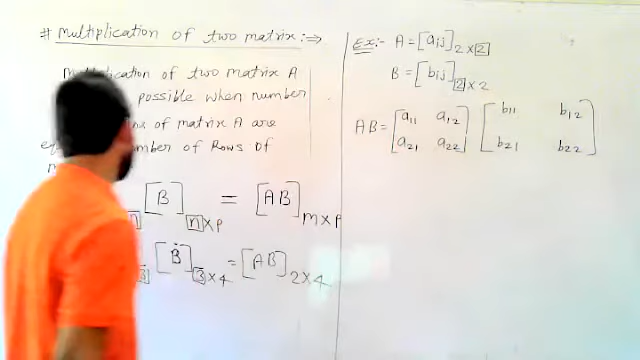 # Multiplication of two matrix :⇒
Multiplication of two matrix A
possible when number
of matrix A are
number of Rows of
[B] n×p = [AB] m×p
[B] 3×4 = [AB] 2×4
Ex:- A = [aij] 2×2
B = [bij] 2×2
AB = [a11 a12 [b11 b12
a21 a22] b21 b22]